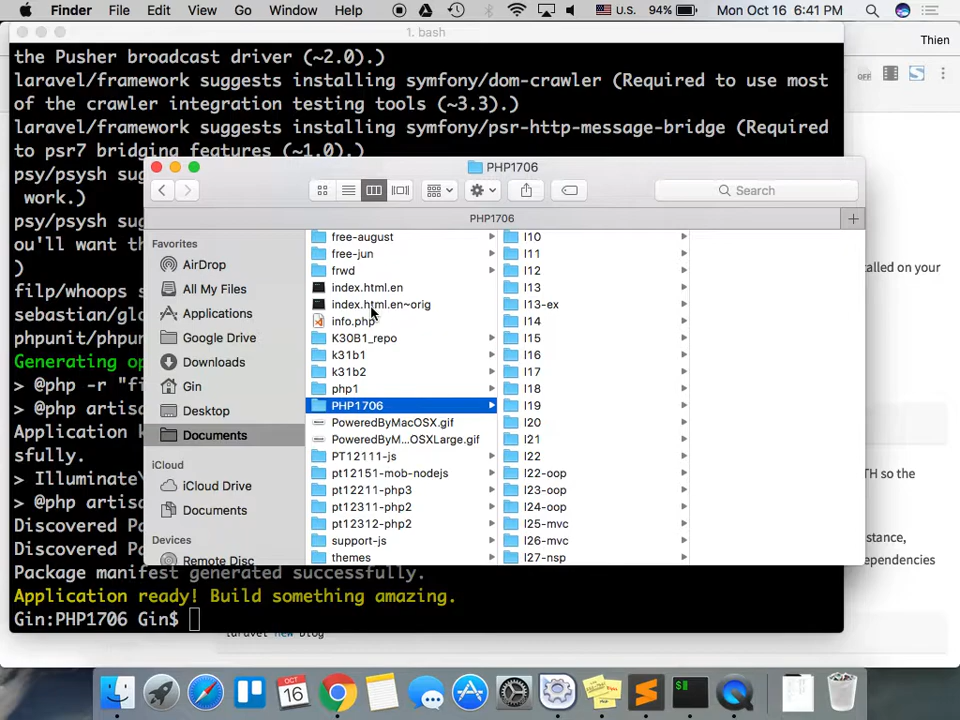 Finder File Edit View Go Window Help U.S. 94% Mon Oct 16 6:41 PM
1. bash
Thien
the Pusher broadcast driver (~2.0).)
laravel/framework suggests installing symfony/dom-crawler (Required to use most
of the crawler integration testing tools (~3.3).)
laravel/framework suggests installing symfony/psr-http-message-bridge (Required
to psr7 bridging features (~1.0).)
psy/psysh sug
work.)
psy/psysh sug
ou'll want th
)
filp/whoops s
sebastian/glo
phpunit/phpun
Generating op
> @php -r "fi
> @php artis
Application k
sfully.
> Illuminate\
> @php artis
Discovered Pa
Discovered Pa
Package manifest generated successfully.
Application ready! Build something amazing.
Gin:PHP1706 Gin$
PHP1706
Search
PHP1706
Favorites
AirDrop
All My Files
Applications
Google Drive
Downloads
Gin
Desktop
Documents
iCloud
iCloud Drive
Documents
Devices
Remote Disc
free-august
free-jun
frwd
index.html.en
index.html.en~orig
info.php
K30B1_repo
k31b1
k31b2
php1
PHP1706
PoweredByMacOSX.gif
PoweredByM...OSXLarge.gif
PT12111-js
pt12151-mob-nodejs
pt12211-php3
pt12311-php2
pt12312-php2
support-js
themes
l10
l11
l12
l13
l13-ex
l14
l15
l16
l17
l18
l19
l20
l21
l22
l22-oop
l23-oop
l24-oop
l25-mvc
l26-mvc
l27-nsp
talled on your
TH so the
stance,
dependencies
laravel new blog
OCT
16